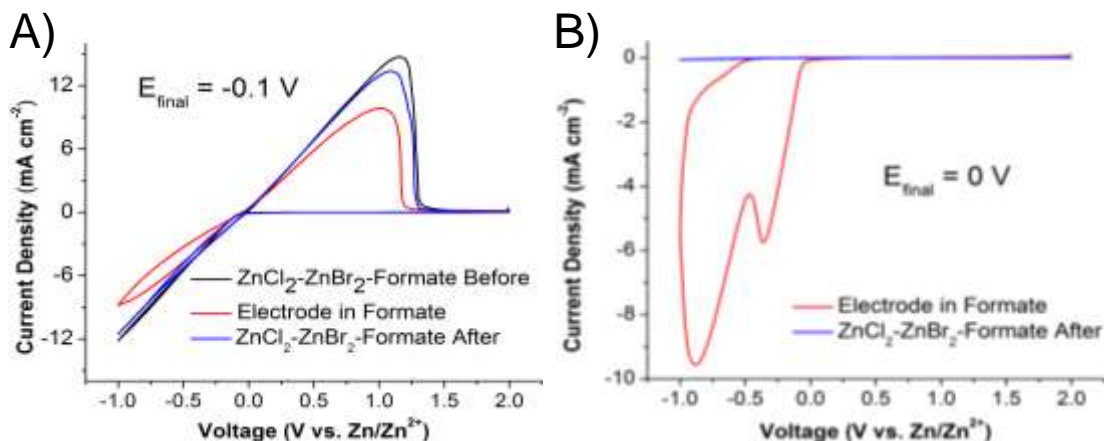 A)
Current Density (mA cm⁻²)
12
6
0
-6
-12
E_final = -0.1 V
ZnCl₂-ZnBr₂-Formate Before
Electrode in Formate
ZnCl₂-ZnBr₂-Formate After
-1.0 -0.5 0.0 0.5 1.0 1.5 2.0
Voltage (V vs. Zn/Zn²⁺)
B)
Current Density (mA cm⁻²)
0
-2
-4
-6
-8
-10
E_final = 0 V
Electrode in Formate
ZnCl₂-ZnBr₂-Formate After
-1.0 -0.5 0.0 0.5 1.0 1.5 2.0
Voltage (V vs. Zn/Zn²⁺)